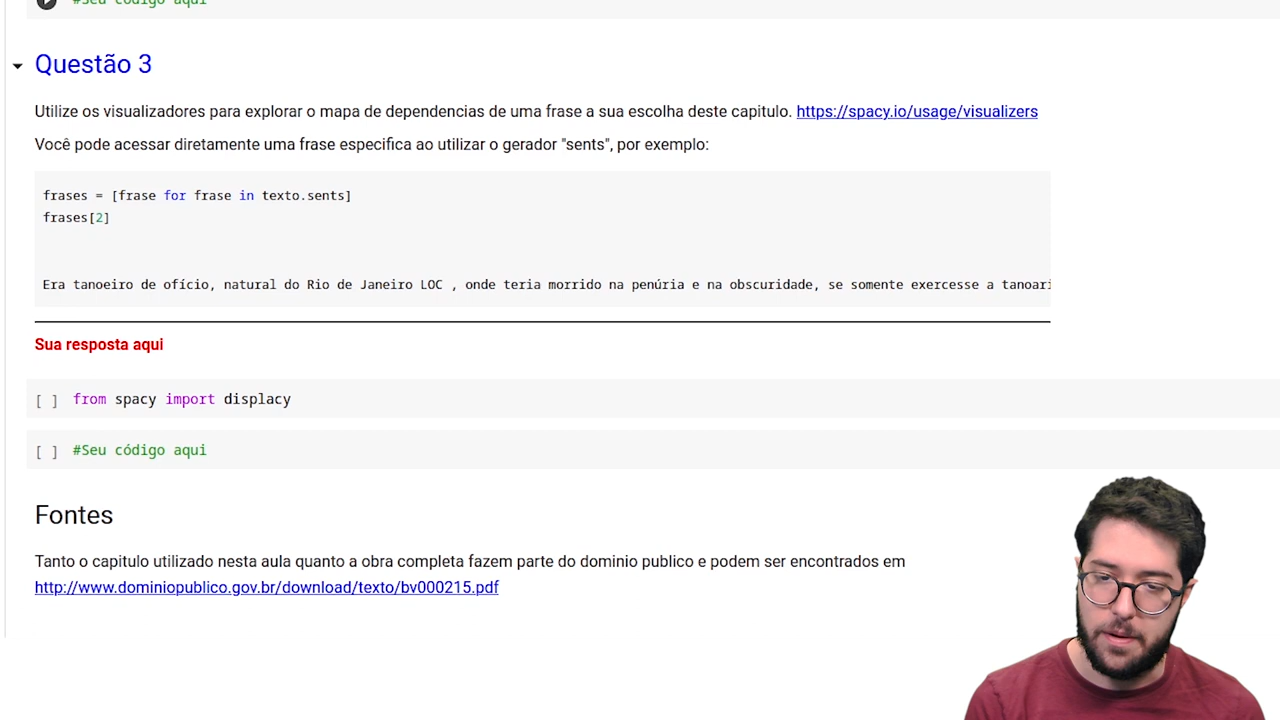 #Seu código aqui
Questão 3
Utilize os visualizadores para explorar o mapa de dependencias de uma frase a sua escolha deste capitulo. https://spacy.io/usage/visualizers
Você pode acessar diretamente uma frase especifica ao utilizar o gerador "sents", por exemplo:
frases = [frase for frase in texto.sents]
frases[2]
Era tanoeiro de ofício, natural do Rio de Janeiro LOC , onde teria morrido na penúria e na obscuridade, se somente exercesse a tanoari
Sua resposta aqui
[ ] from spacy import displacy
[ ] #Seu código aqui
Fontes
Tanto o capitulo utilizado nesta aula quanto a obra completa fazem parte do dominio publico e podem ser encontrados em
http://www.dominiopublico.gov.br/download/texto/bv000215.pdf